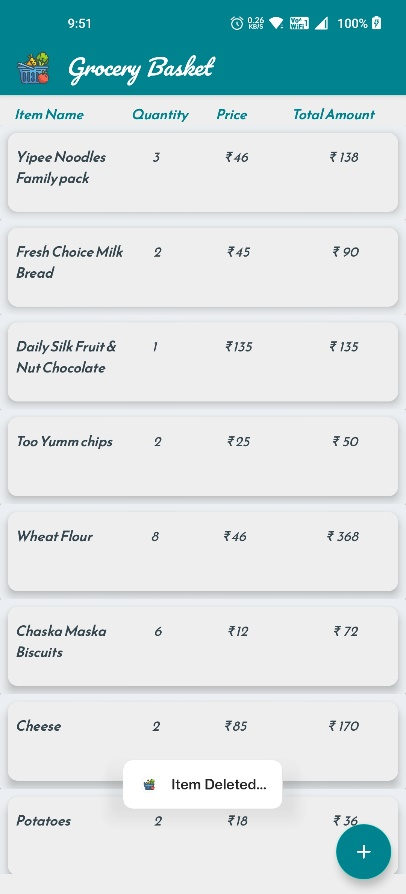 9:51 0.26 KB/S VoWiFi 100%
Grocery Basket
Item Name Quantity Price Total Amount
Yipee Noodles 3 ₹46 ₹ 138
Family pack
Fresh Choice Milk 2 ₹45 ₹ 90
Bread
Daily Silk Fruit & 1 ₹135 ₹ 135
Nut Chocolate
Too Yumm chips 2 ₹25 ₹ 50
Wheat Flour 8 ₹46 ₹ 368
Chaska Maska 6 ₹12 ₹ 72
Biscuits
Cheese 2 ₹85 ₹ 170
Item Deleted...
Potatoes 2 ₹18 ₹ 36
+